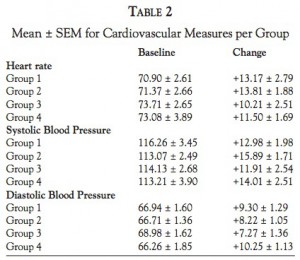 TABLE 2
Mean ± SEM for Cardiovascular Measures per Group
Baseline Change
Heart rate
Group 1 70.90 ± 2.61 +13.17 ± 2.79
Group 2 71.37 ± 2.66 +13.81 ± 1.88
Group 3 73.71 ± 2.65 +10.21 ± 2.51
Group 4 73.08 ± 3.89 +11.50 ± 1.69
Systolic Blood Pressure
Group 1 116.26 ± 3.45 +12.98 ± 1.98
Group 2 113.07 ± 2.49 +15.89 ± 1.71
Group 3 114.13 ± 2.68 +11.91 ± 2.54
Group 4 113.21 ± 3.90 +14.01 ± 2.51
Diastolic Blood Pressure
Group 1 66.94 ± 1.60 +9.30 ± 1.29
Group 2 66.71 ± 1.36 +8.22 ± 1.05
Group 3 68.98 ± 1.62 +7.27 ± 1.36
Group 4 66.26 ± 1.85 +10.25 ± 1.13